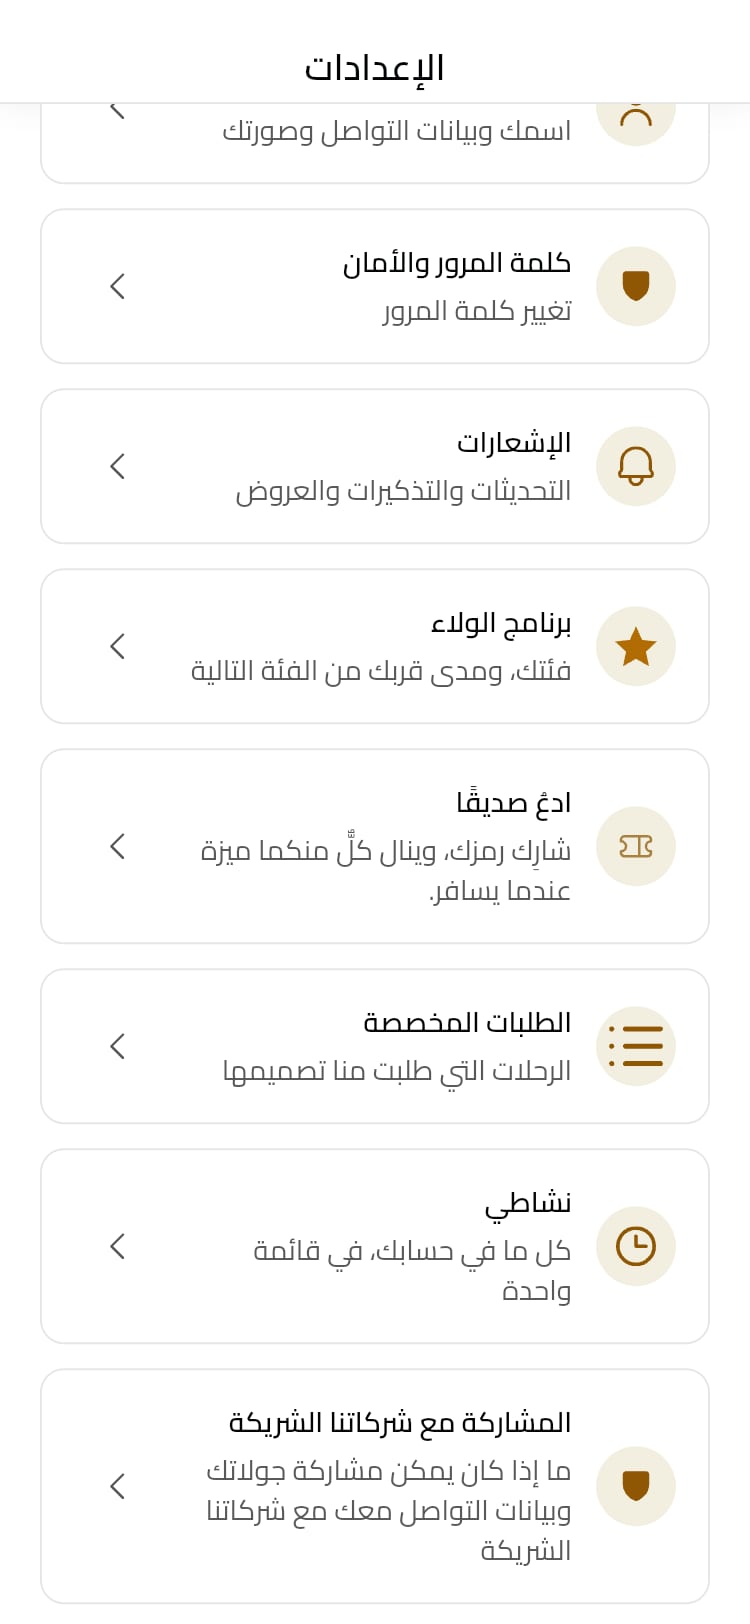 الإعدادات
اسمك وبيانات التواصل وصورتك
كلمة المرور والأمان
تغيير كلمة المرور
الإشعارات
التحديثات والتذكيرات والعروض
برنامج الولاء
فئتك، ومدى قربك من الفئة التالية
ادعُ صديقًا
شارِك رمزك، وينال كلٌّ منكما ميزة
عندما يسافر.
الطلبات المخصصة
الرحلات التي طلبت منا تصميمها
نشاطي
كل ما في حسابك، في قائمة
واحدة
المشاركة مع شركاتنا الشريكة
ما إذا كان يمكن مشاركة جولاتك
وبيانات التواصل معك مع شركاتنا
الشريكة